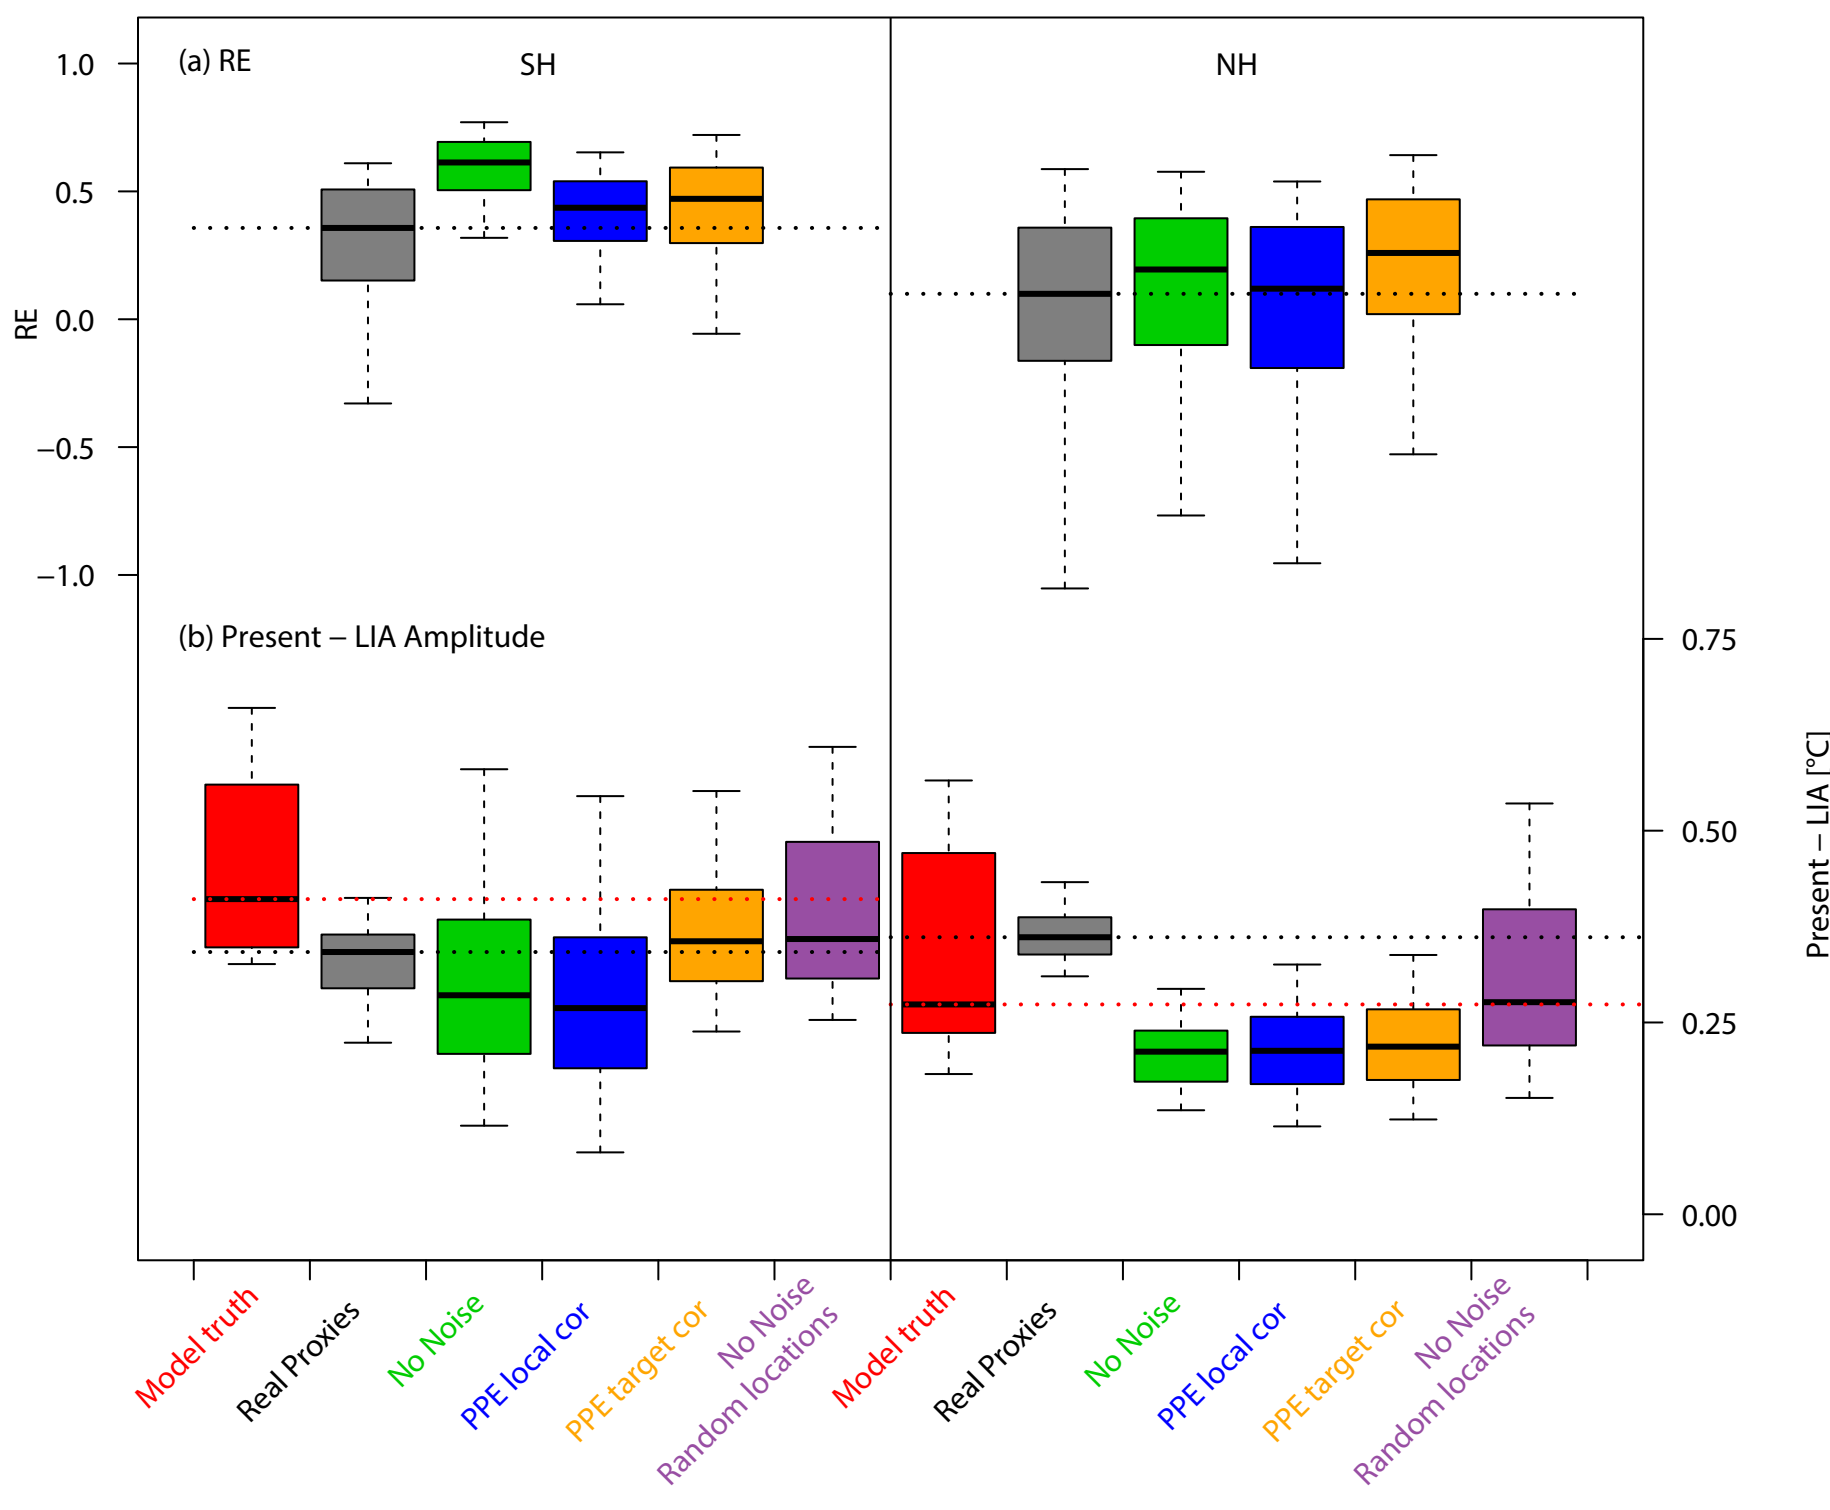 (a) RE
SH
NH
1.0
0.5
0.0
−0.5
−1.0
RE
(b) Present − LIA Amplitude
0.75
0.50
0.25
0.00
Present − LIA [°C]
Model truth
Real Proxies
No Noise
PPE local cor
PPE target cor
No Noise
Random locations
Model truth
Real Proxies
No Noise
PPE local cor
PPE target cor
No Noise
Random locations